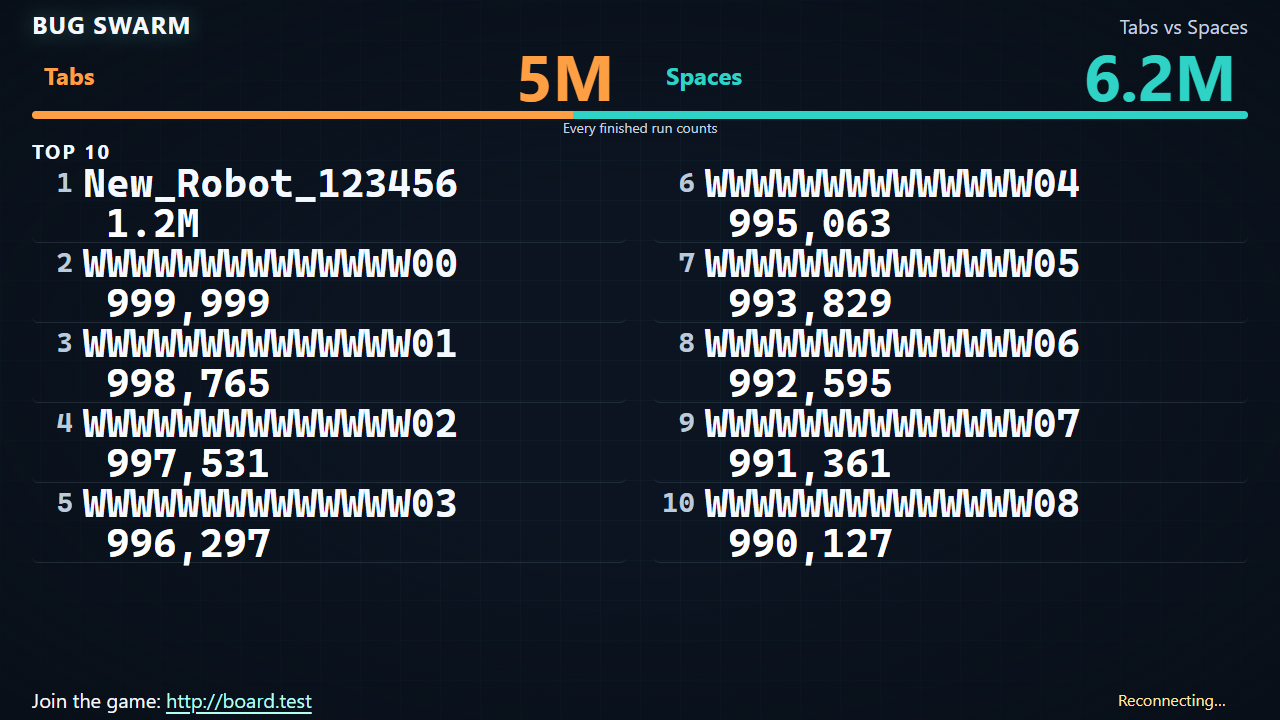 BUG SWARM
Tabs vs Spaces
Tabs 5M
Spaces 6.2M
Every finished run counts
TOP 10
1 New_Robot_123456
1.2M
2 WWWWWWWWWWWWWW00
999,999
3 WWWWWWWWWWWWWW01
998,765
4 WWWWWWWWWWWWWW02
997,531
5 WWWWWWWWWWWWWW03
996,297
6 WWWWWWWWWWWWWW04
995,063
7 WWWWWWWWWWWWWW05
993,829
8 WWWWWWWWWWWWWW06
992,595
9 WWWWWWWWWWWWWW07
991,361
10 WWWWWWWWWWWWWW08
990,127
Join the game: http://board.test
Reconnecting...